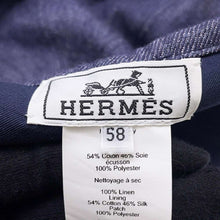 HERMÈS
58
54% Coton 46% Soie
écusson
100% Polyester
Nettoyage à sec
100% Linen
Lining
54% Cotton 46% Silk
Patch
100% Polyester